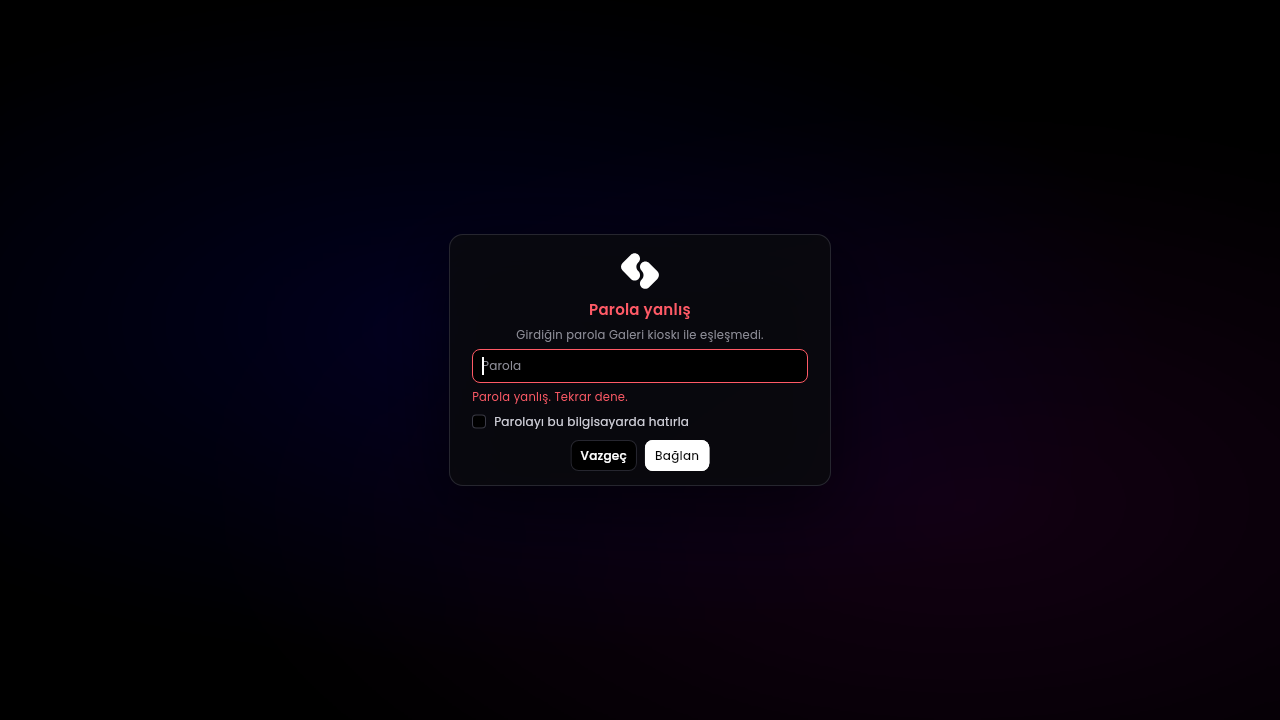 Parola yanlış
Girdiğin parola Galeri kioskı ile eşleşmedi.
Parola
Parola yanlış. Tekrar dene.
Parolayı bu bilgisayarda hatırla
Vazgeç
Bağlan